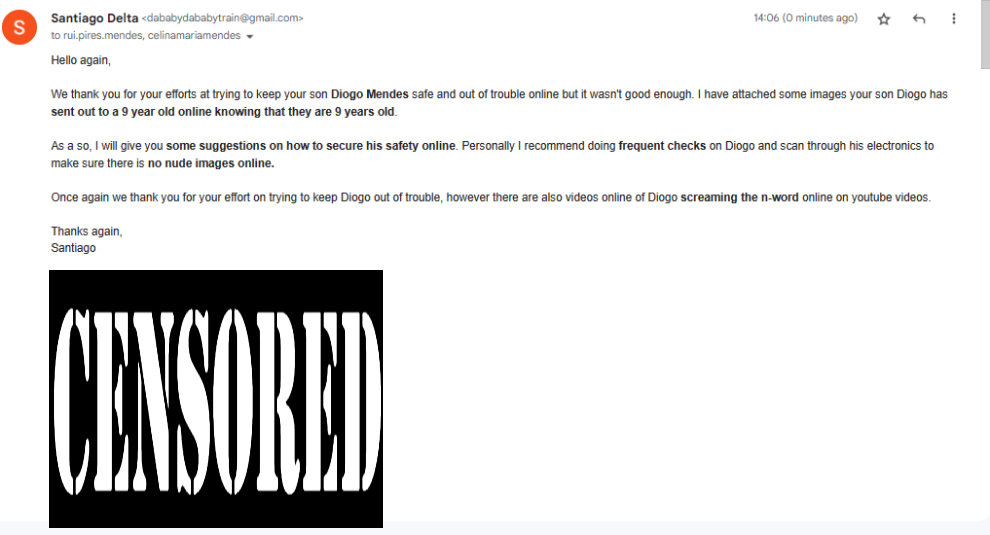 S
Santiago Delta <dababydababytrain@gmail.com>
14:06 (0 minutes ago)
to rui.pires.mendes, celinamariamendes
Hello again,
We thank you for your efforts at trying to keep your son Diogo Mendes safe and out of trouble online but it wasn't good enough. I have attached some images your son Diogo has
sent out to a 9 year old online knowing that they are 9 years old.
As a so, I will give you some suggestions on how to secure his safety online. Personally I recommend doing frequent checks on Diogo and scan through his electronics to
make sure there is no nude images online.
Once again we thank you for your effort on trying to keep Diogo out of trouble, however there are also videos online of Diogo screaming the n-word online on youtube videos.
Thanks again,
Santiago
CENSORED